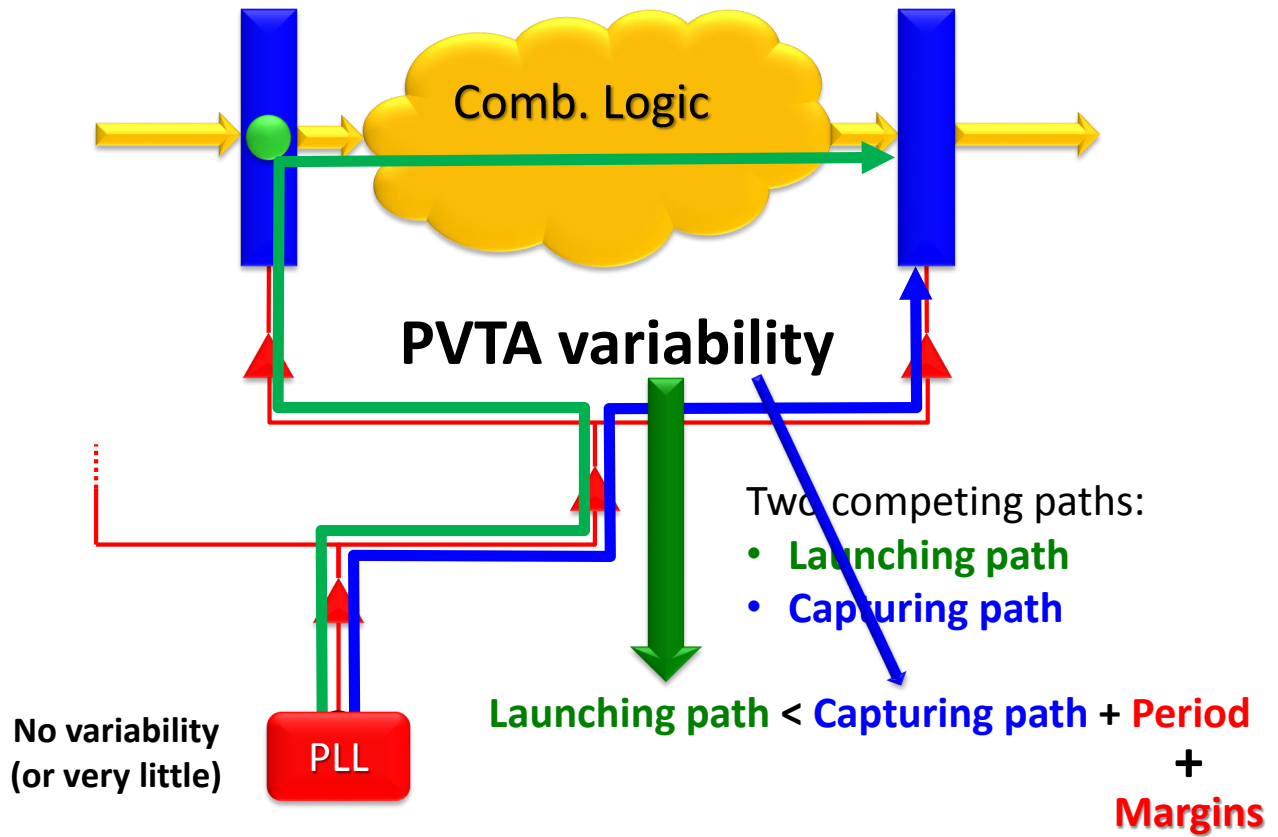 Comb. Logic
PVTA variability
Two competing paths:
• Launching path
• Capturing path
Launching path < Capturing path + Period
+
Margins
No variability
(or very little)
PLL